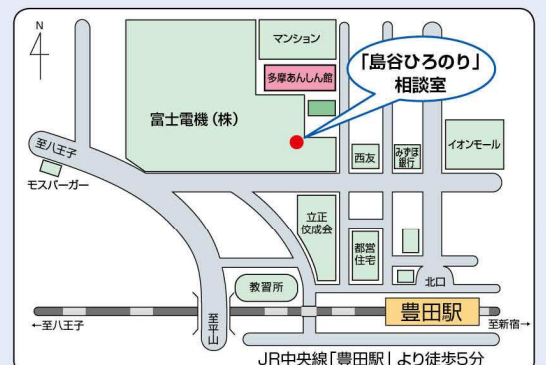 N
マンション
「島谷ひろのり」
相談室
多摩あんしん館
富士電機(株)
至八王子
モスバーガー
西友
みずほ
銀行
イオンモール
立正
佼成会
都営
住宅
教習所
北口
豊田駅
←至八王子
至平山
至新宿→
JR中央線「豊田駅」より徒歩5分